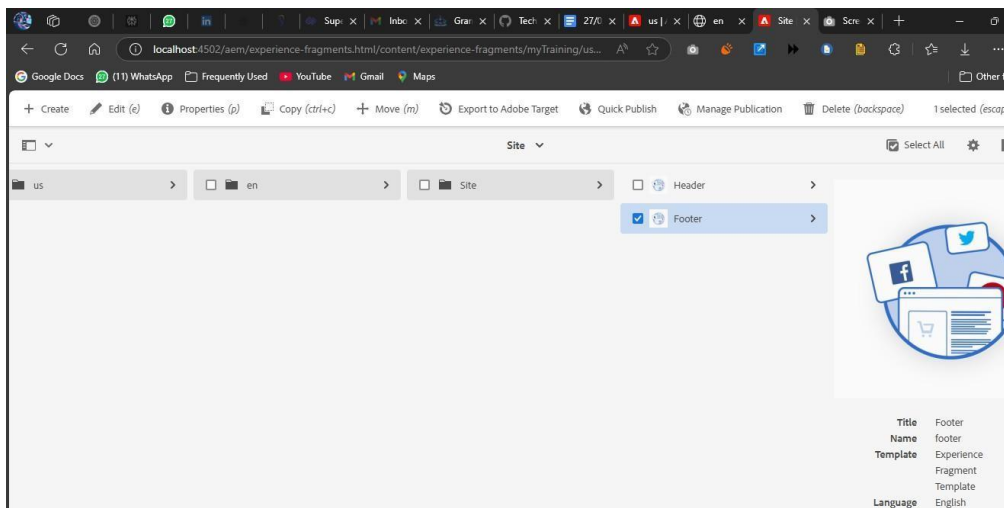 Supe
Inbo
Gran
Tech
27/0
us | 
en
Site
Scre
localhost:4502/aem/experience-fragments.html/content/experience-fragments/myTraining/us...
Google Docs
(11) WhatsApp
Frequently Used
YouTube
Gmail
Maps
Other f
+ Create
Edit (e)
Properties (p)
Copy (ctrl+c)
Move (m)
Export to Adobe Target
Quick Publish
Manage Publication
Delete (backspace)
1 selected (escap
Site
Select All
us
en
Site
Header
Footer
Title Footer
Name footer
Template Experience
Fragment
Template
Language English